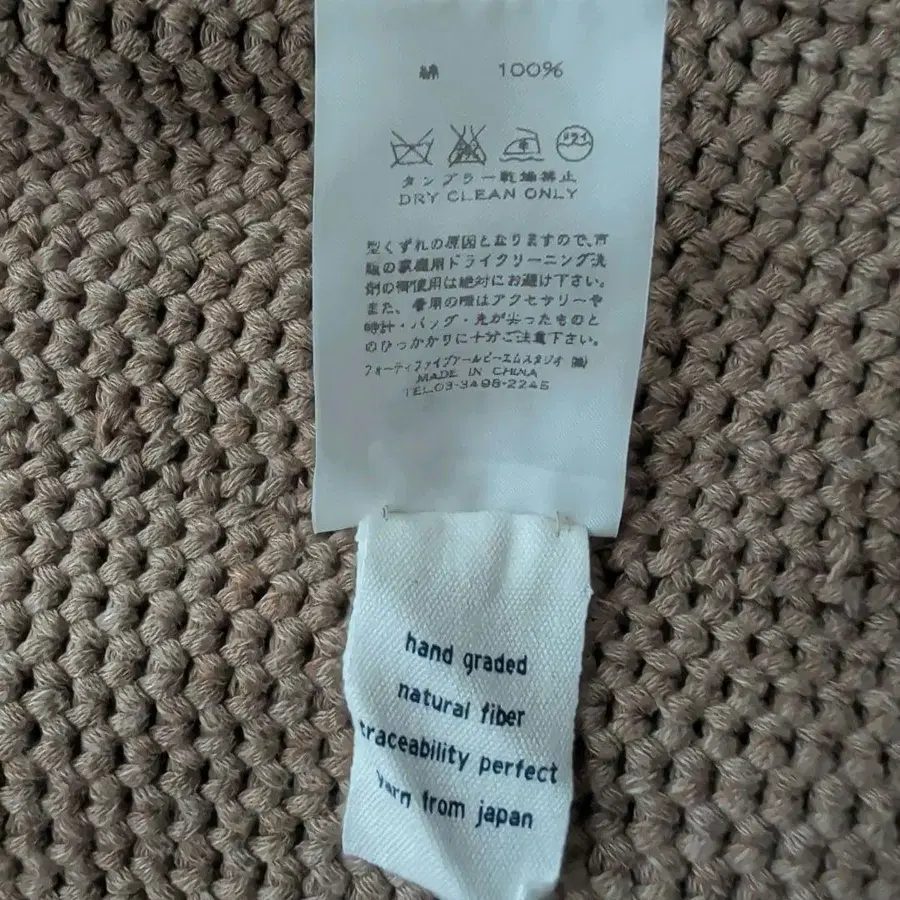 綿 100%
ドライ
タンブラー乾燥禁止
DRY CLEAN ONLY
型くずれの原因となりますので、市
販の家庭用ドライクリーニング洗
剤の御使用は絶対にお避け下さい。
また、着用の際はアクセサリーや
時計・バッグ・先が尖ったものと
のひっかかりに十分ご注意下さい。
フォーティファイブアールピーエムスタジオ ㈱
MADE IN CHINA
TEL03-3498-2245
hand graded
natural fiber
traceability perfect
yarn from japan